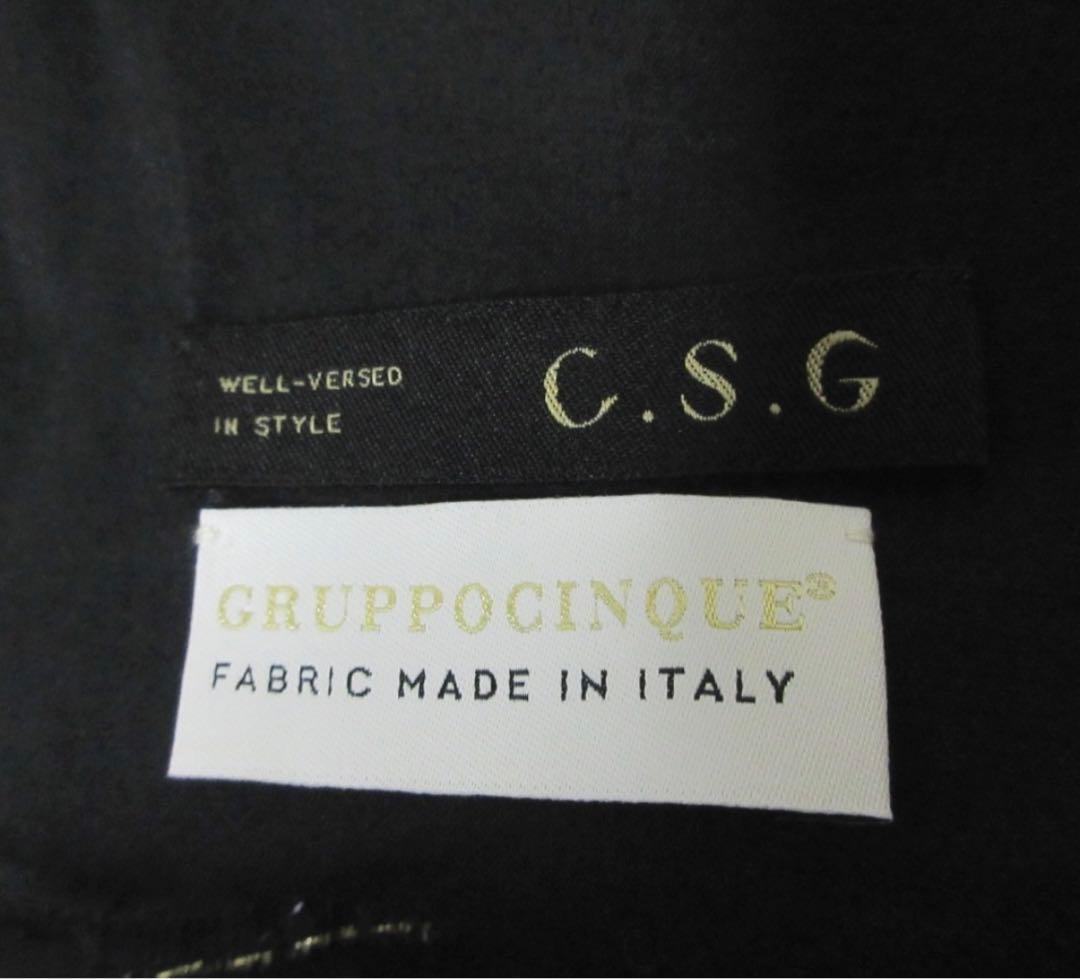 WELL-VERSED
IN STYLE
C.S.G
GRUPPOCINQUE®
FABRIC MADE IN ITALY